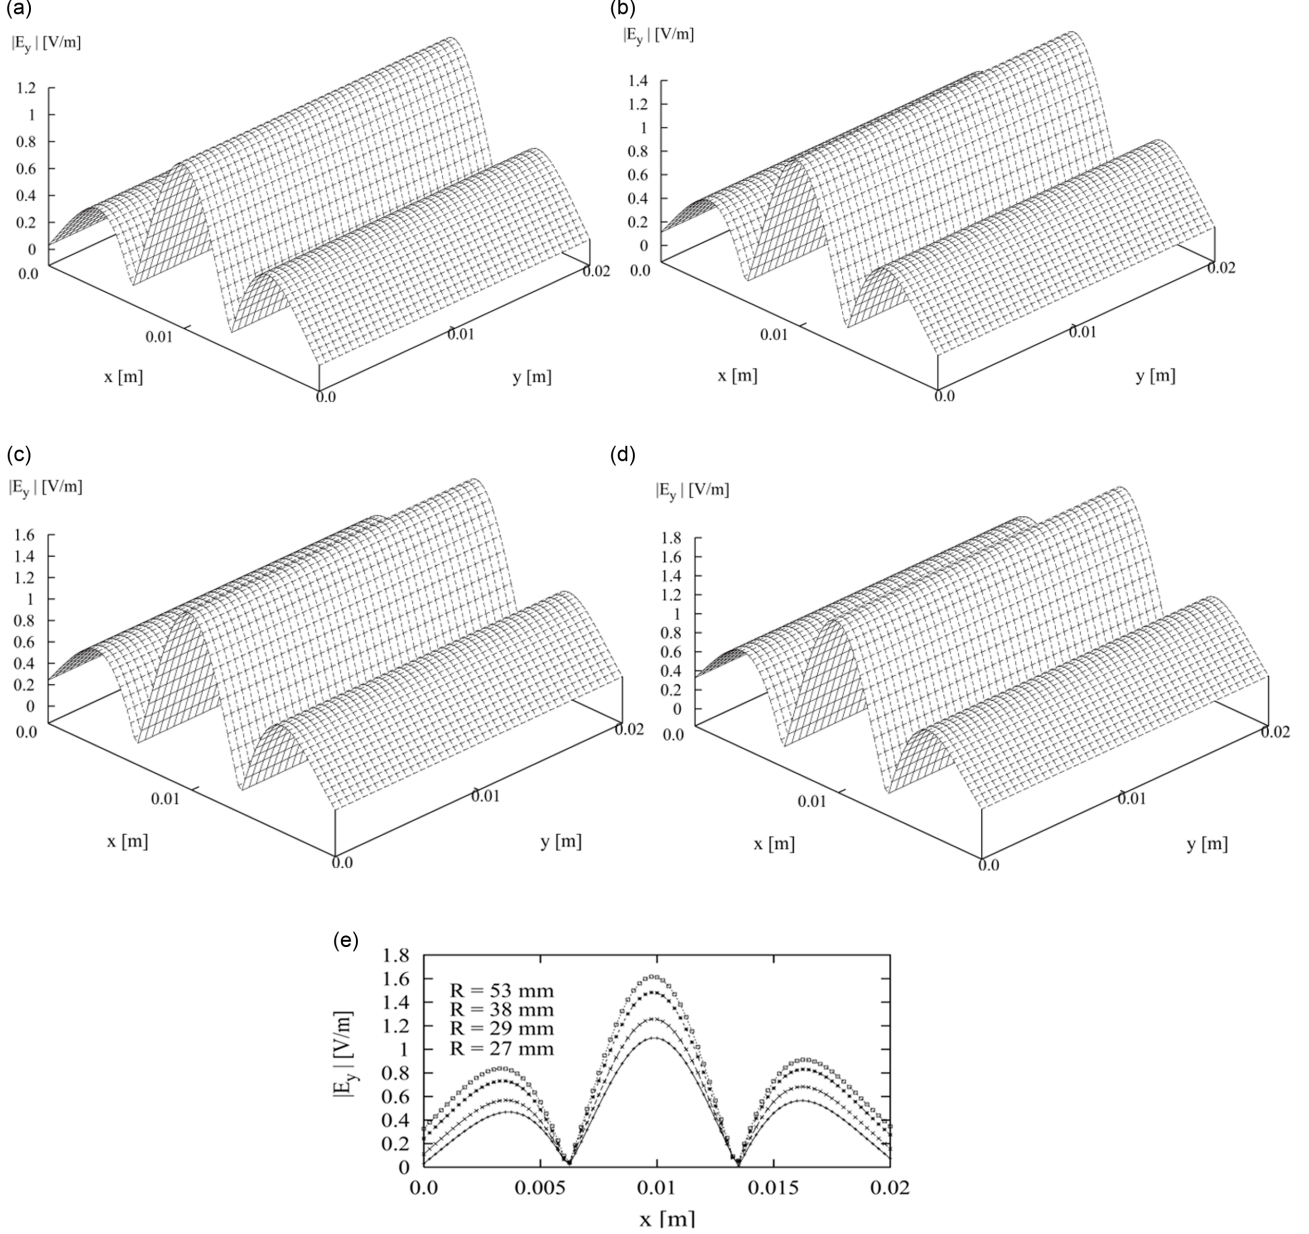 (a)
|Ey| [V/m]
1.2
1
0.8
0.6
0.4
0.2
0
0.0
0.01
x [m]
0.0
0.01
0.02
y [m]
(b)
|Ey| [V/m]
1.4
1.2
1
0.8
0.6
0.4
0.2
0
0.0
0.01
x [m]
0.0
0.01
0.02
y [m]
(c)
|Ey| [V/m]
1.6
1.4
1.2
1
0.8
0.6
0.4
0.2
0
0.0
0.01
x [m]
0.0
0.01
0.02
y [m]
(d)
|Ey| [V/m]
1.8
1.6
1.4
1.2
1
0.8
0.6
0.4
0.2
0
0.0
0.01
x [m]
0.0
0.01
0.02
y [m]
(e)
|Ey| [V/m]
1.8
1.6
1.4
1.2
1
0.8
0.6
0.4
0.2
0
R = 53 mm
R = 38 mm
R = 29 mm
R = 27 mm
0.0 0.005 0.01 0.015 0.02
x [m]